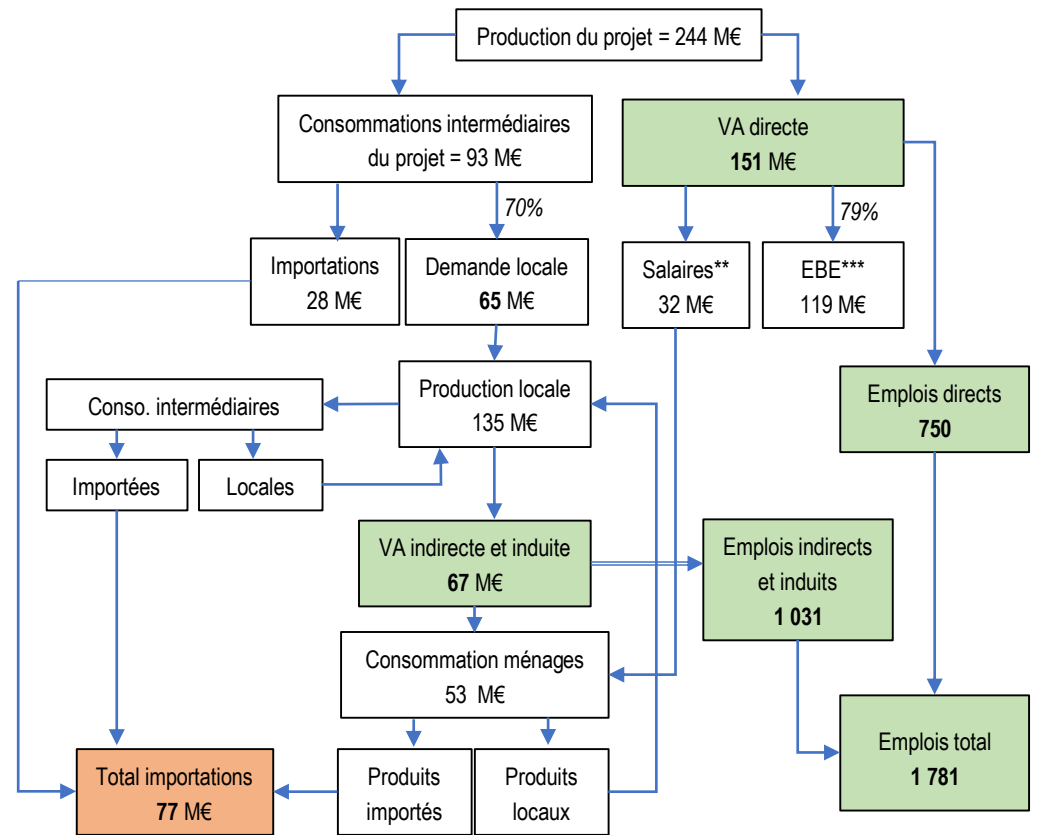 Production du projet = 244 M€
Consommations intermédiaires
du projet = 93 M€
VA directe
151 M€
70%
79%
Importations
28 M€
Demande locale
65 M€
Salaires**
32 M€
EBE***
119 M€
Conso. intermédiaires
Production locale
135 M€
Emplois directs
750
Importées
Locales
VA indirecte et induite
67 M€
Emplois indirects
et induits
1 031
Consommation ménages
53 M€
Total importations
77 M€
Produits
importés
Produits
locaux
Emplois total
1 781